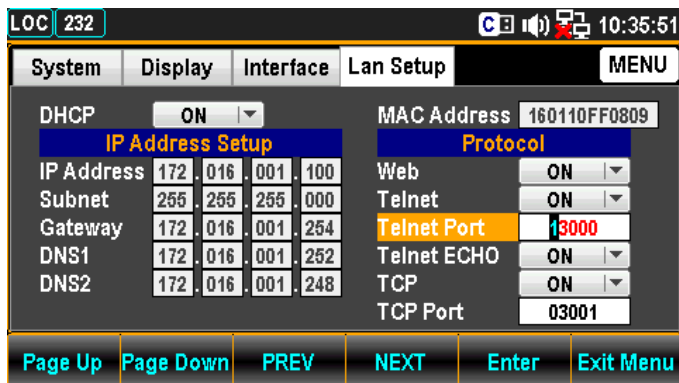 LOC 232 C 10:35:51
System Display Interface Lan Setup MENU
DHCP ON
IP Address Setup
IP Address 172 . 016 . 001 . 100
Subnet 255 . 255 . 255 . 000
Gateway 172 . 016 . 001 . 254
DNS1 172 . 016 . 001 . 252
DNS2 172 . 016 . 001 . 248
MAC Address 160110FF0809
Protocol
Web ON
Telnet ON
Telnet Port 13000
Telnet ECHO ON
TCP ON
TCP Port 03001
Page Up Page Down PREV NEXT Enter Exit Menu